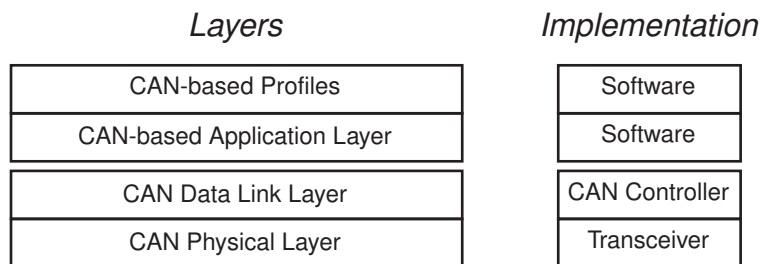 Layers Implementation
CAN-based Profiles Software
CAN-based Application Layer Software
CAN Data Link Layer CAN Controller
CAN Physical Layer Transceiver